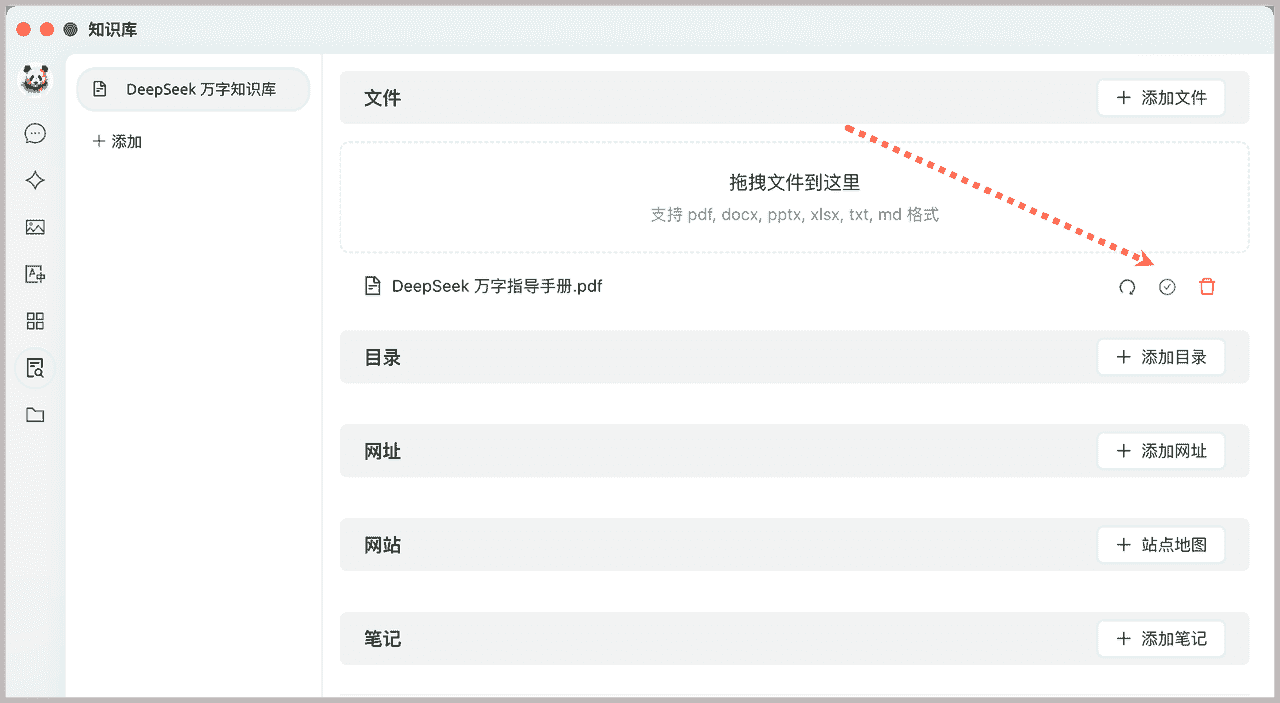 知识库
DeepSeek 万字知识库
添加
文件
添加文件
拖拽文件到这里
支持 pdf, docx, pptx, xlsx, txt, md 格式
DeepSeek 万字指导手册.pdf
目录
添加目录
网址
添加网址
网站
站点地图
笔记
添加笔记